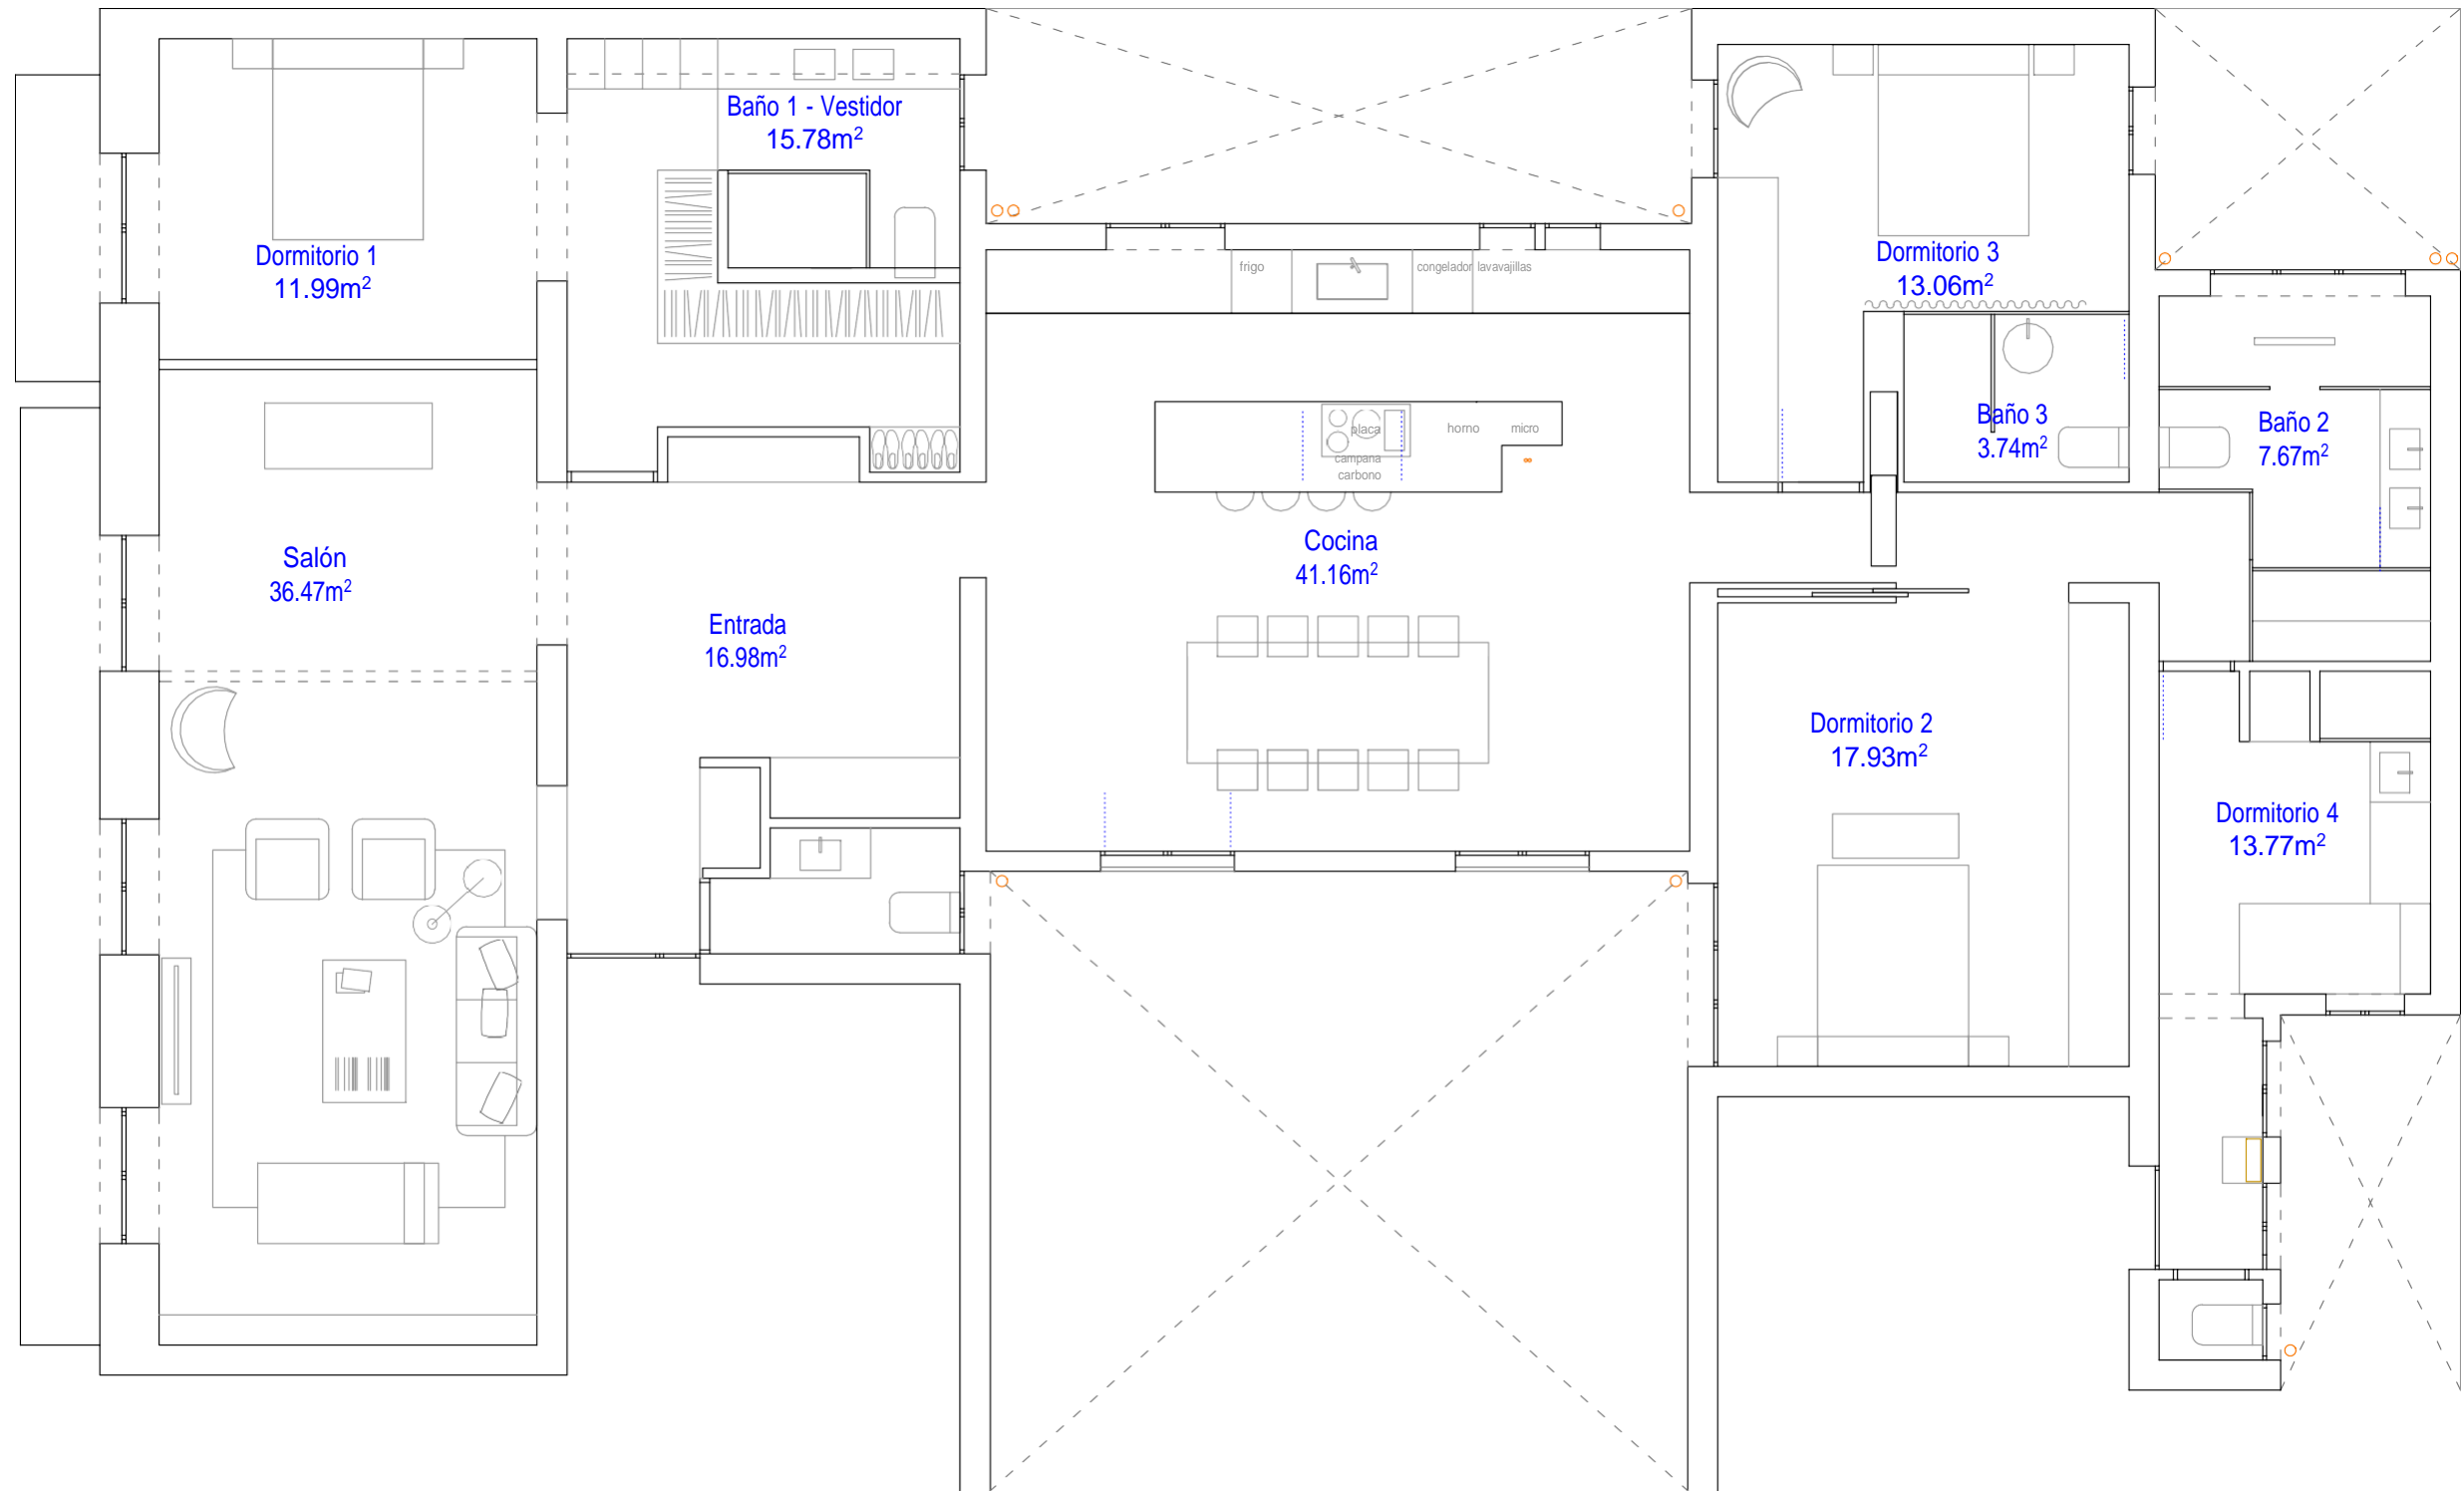 Baño 1 - Vestidor
15.78m²
Dormitorio 1
11.99m²
frigo
congelador
lavavajillas
Dormitorio 3
13.06m²
placa
horno
micro
campana
carbono
Baño 3
3.74m²
Baño 2
7.67m²
Salón
36.47m²
Cocina
41.16m²
Entrada
16.98m²
Dormitorio 2
17.93m²
Dormitorio 4
13.77m²